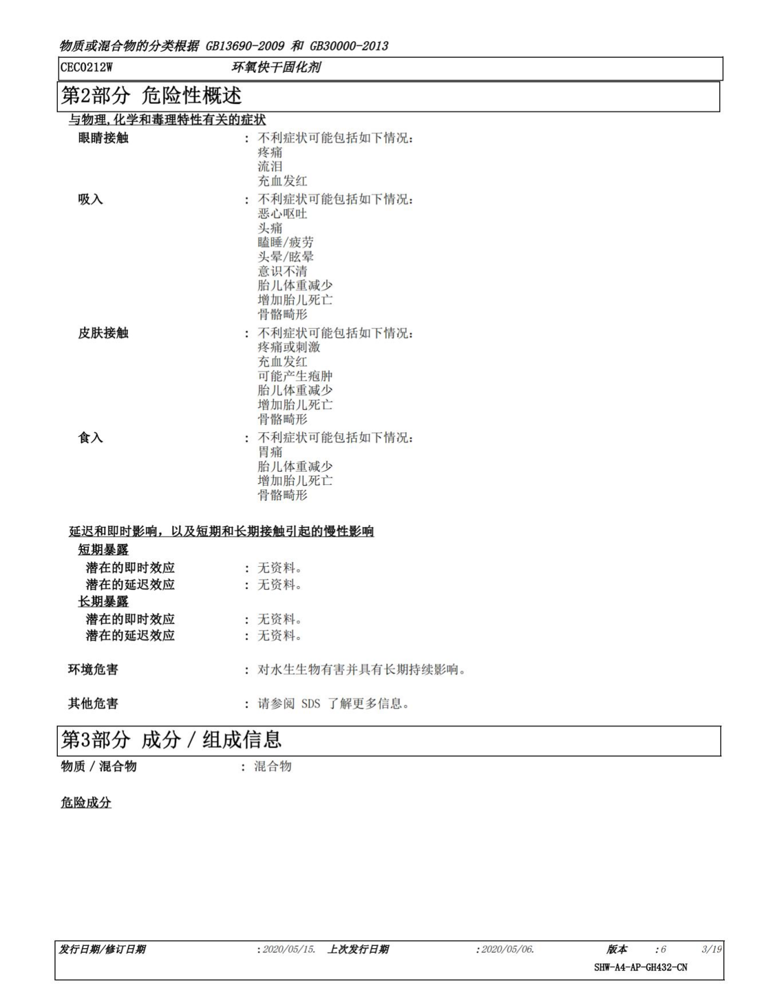 物质或混合物的分类根据 GB13690-2009 和 GB30000-2013
CEC0212W 环氧快干固化剂
第2部分 危险性概述
与物理,化学和毒理特性有关的症状
眼睛接触 : 不利症状可能包括如下情况:
疼痛
流泪
充血发红
吸入 : 不利症状可能包括如下情况:
恶心呕吐
头痛
瞌睡/疲劳
头晕/眩晕
意识不清
胎儿体重减少
增加胎儿死亡
骨骼畸形
皮肤接触 : 不利症状可能包括如下情况:
疼痛或刺激
充血发红
可能产生疱肿
胎儿体重减少
增加胎儿死亡
骨骼畸形
食入 : 不利症状可能包括如下情况:
胃痛
胎儿体重减少
增加胎儿死亡
骨骼畸形
延迟和即时影响，以及短期和长期接触引起的慢性影响
短期暴露
潜在的即时效应 : 无资料。
潜在的延迟效应 : 无资料。
长期暴露
潜在的即时效应 : 无资料。
潜在的延迟效应 : 无资料。
环境危害 : 对水生生物有害并具有长期持续影响。
其他危害 : 请参阅 SDS 了解更多信息。
第3部分 成分/组成信息
物质/混合物 : 混合物
危险成分
发行日期/修订日期 :2020/05/15. 上次发行日期 :2020/05/06. 版本 :6 3/19
SHW-A4-AP-GH432-CN